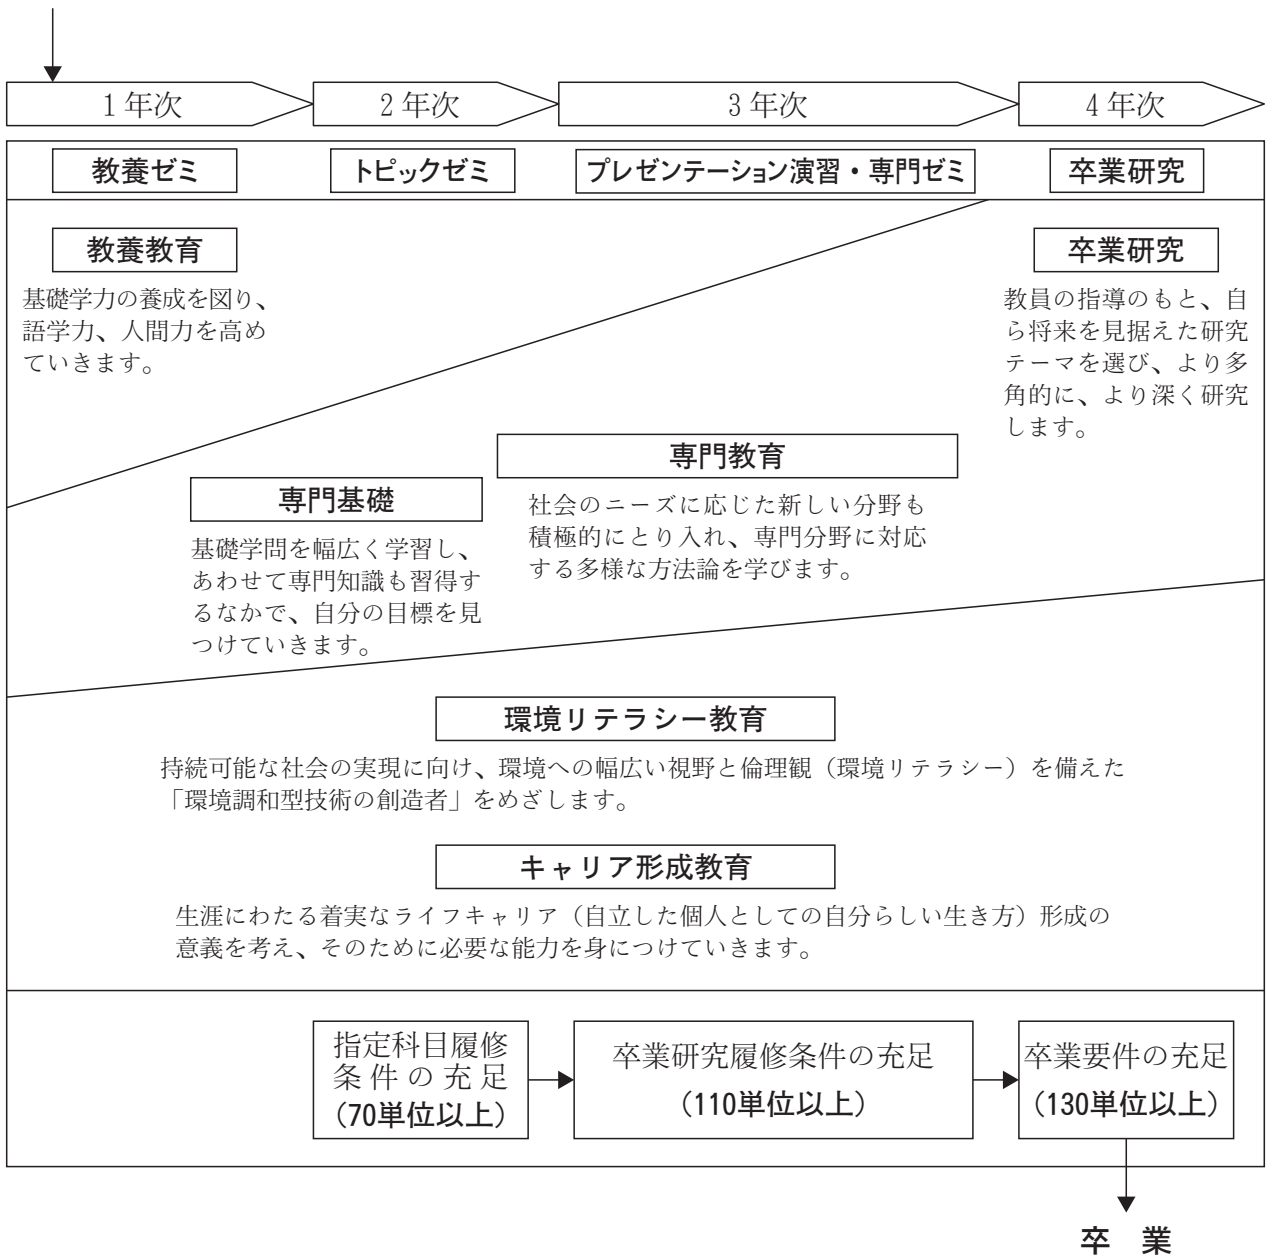 1年次
2年次
3年次
4年次
教養ゼミ
トピックゼミ
プレゼンテーション演習・専門ゼミ
卒業研究
教養教育
基礎学力の養成を図り、
語学力、人間力を高め
ていきます。
卒業研究
教員の指導のもと、自
ら将来を見据えた研究
テーマを選び、より多
角的に、より深く研究
します。
専門教育
社会のニーズに応じた新しい分野も
積極的にとり入れ、専門分野に対応
する多様な方法論を学びます。
専門基礎
基礎学問を幅広く学習し、
あわせて専門知識も習得す
るなかで、自分の目標を見
つけていきます。
環境リテラシー教育
持続可能な社会の実現に向け、環境への幅広い視野と倫理観（環境リテラシー）を備えた
「環境調和型技術の創造者」をめざします。
キャリア形成教育
生涯にわたる着実なライフキャリア（自立した個人としての自分らしい生き方）形成の
意義を考え、そのために必要な能力を身につけていきます。
指定科目履修
条件の充足
（70単位以上）
卒業研究履修条件の充足
（110単位以上）
卒業要件の充足
（130単位以上）
卒　業